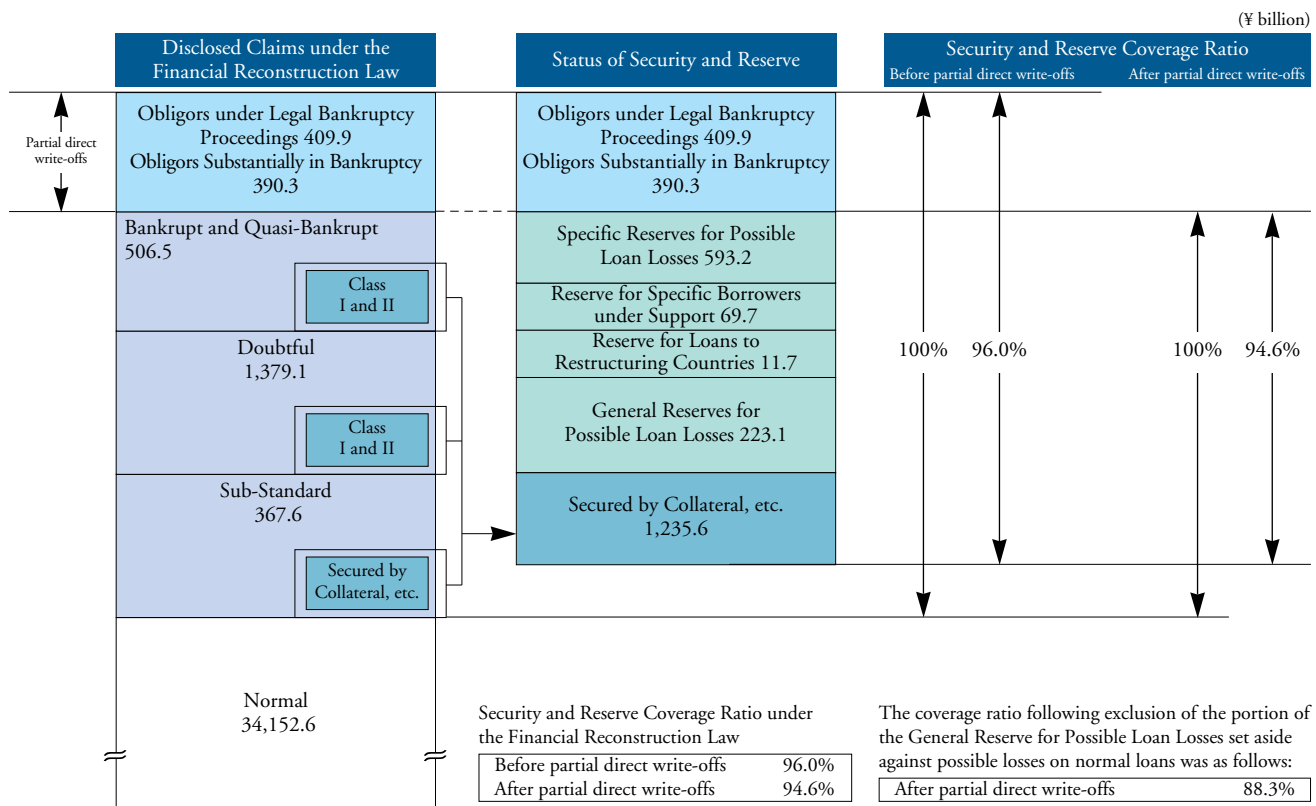 (¥ billion)
Disclosed Claims under the
Financial Reconstruction Law
Status of Security and Reserve
Security and Reserve Coverage Ratio
Before partial direct write-offs
After partial direct write-offs
Partial direct
write-offs
Obligors under Legal Bankruptcy
Proceedings 409.9
Obligors Substantially in Bankruptcy
390.3
Obligors under Legal Bankruptcy
Proceedings 409.9
Obligors Substantially in Bankruptcy
390.3
Bankrupt and Quasi-Bankrupt
506.5
Class
I and II
Doubtful
1,379.1
Class
I and II
Sub-Standard
367.6
Secured by
Collateral, etc.
Normal
34,152.6
Specific Reserves for Possible
Loan Losses 593.2
Reserve for Specific Borrowers
under Support 69.7
Reserve for Loans to
Restructuring Countries 11.7
General Reserves for
Possible Loan Losses 223.1
Secured by Collateral, etc.
1,235.6
100%
96.0%
100%
94.6%
Security and Reserve Coverage Ratio under
the Financial Reconstruction Law
Before partial direct write-offs 96.0%
After partial direct write-offs 94.6%
The coverage ratio following exclusion of the portion of
the General Reserve for Possible Loan Losses set aside
against possible losses on normal loans was as follows:
After partial direct write-offs 88.3%